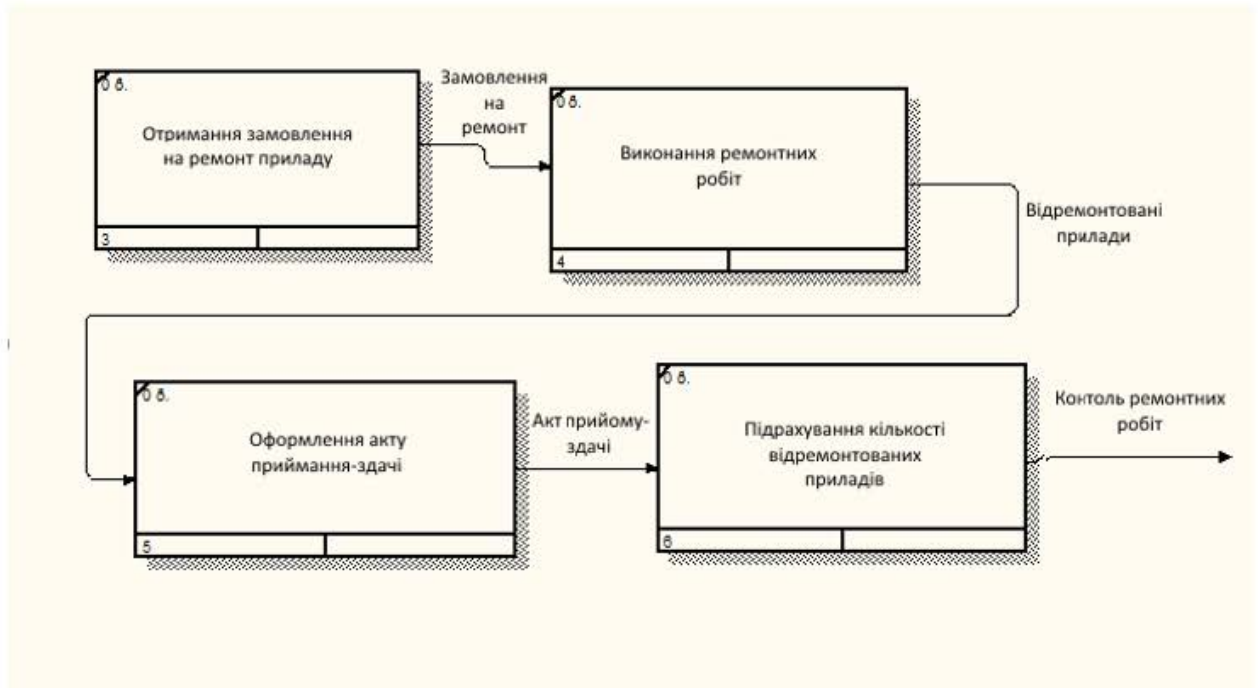 0 в.
Отримання замовлення
на ремонт приладу
3
Замовлення
на
ремонт
0 в.
Виконання ремонтних
робіт
4
Відремонтовані
прилади
0 в.
Оформлення акту
приймання-здачі
5
Акт прийому-
здачі
0 в.
Підрахування кількості
відремонтованих
приладів
6
Контоль ремонтних
робіт